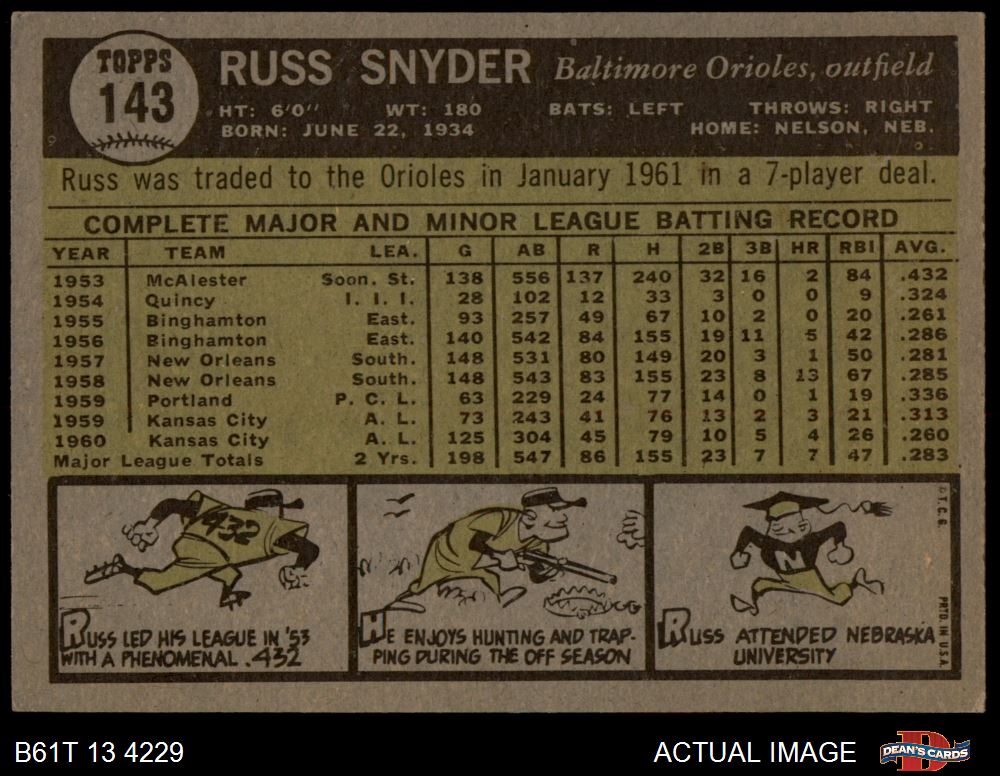 TOPPS
143
RUSS SNYDER Baltimore Orioles, outfield
HT: 6'0" WT: 180 BATS: LEFT THROWS: RIGHT
BORN: JUNE 22, 1934 HOME: NELSON, NEB.
Russ was traded to the Orioles in January 1961 in a 7-player deal.
COMPLETE MAJOR AND MINOR LEAGUE BATTING RECORD
YEAR TEAM LEA. G AB R H 2B 3B HR RBI AVG.
1953 McAlester Soon. St. 138 556 137 240 32 16 2 84 .432
1954 Quincy I. I. I. 28 102 12 33 3 0 0 9 .324
1955 Binghamton East. 93 257 49 67 10 2 0 20 .261
1956 Binghamton East. 140 542 84 155 19 11 5 42 .286
1957 New Orleans South. 148 531 80 149 20 3 1 50 .281
1958 New Orleans South. 148 543 83 155 23 8 13 67 .285
1959 Portland P. C. L. 63 229 24 77 14 0 1 19 .336
1959 Kansas City A. L. 73 243 41 76 13 2 3 21 .313
1960 Kansas City A. L. 125 304 45 79 10 5 4 26 .260
Major League Totals 2 Yrs. 198 547 86 155 23 7 7 47 .283
432
RUSS LED HIS LEAGUE IN '53
WITH A PHENOMENAL .432
HE ENJOYS HUNTING AND TRAP-
PING DURING THE OFF SEASON
N
RUSS ATTENDED NEBRASKA
UNIVERSITY
© T. C. G.
PRTD. IN U.S.A.
B61T 13 4229
ACTUAL IMAGE
D
DEAN'S CARDS